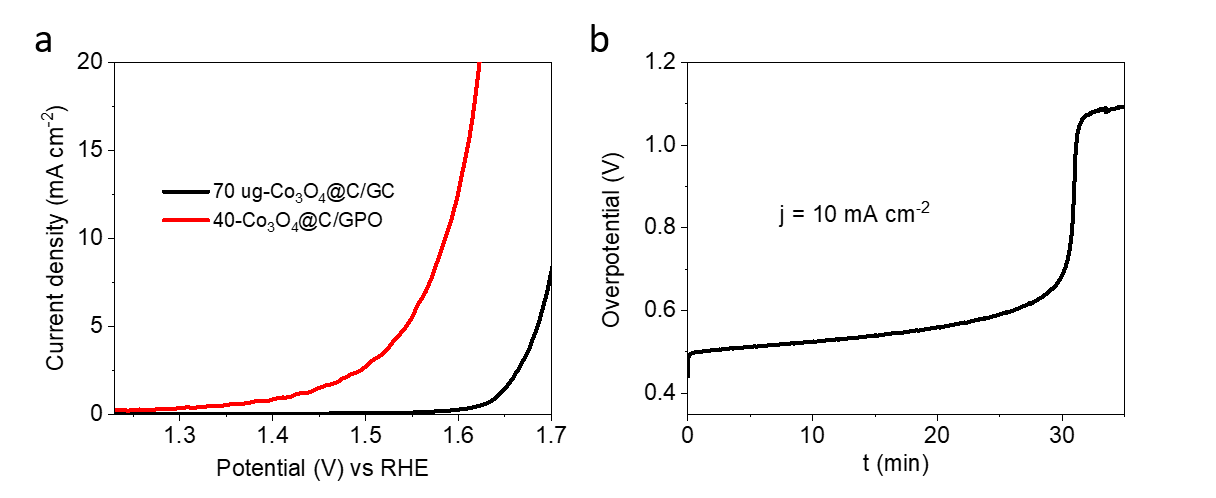 a
20
15
10
5
0
Current density (mA cm-2)
70 ug-Co3O4@C/GC
40-Co3O4@C/GPO
1.3 1.4 1.5 1.6 1.7
Potential (V) vs RHE
b
1.2
1.0
0.8
0.6
0.4
Overpotential (V)
j = 10 mA cm-2
0 10 20 30
t (min)